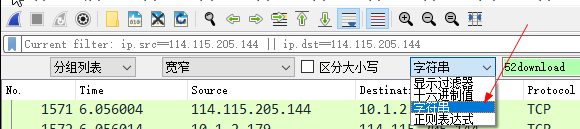 Current filter: ip.src==114.115.205.144 || ip.dst==114.115.205.144
分组列表 宽窄 区分大小写 字符串 52download
显示过滤器
十六进制值
字符串
正则表达式
No. Time Source Destina Protocol
1571 6.056004 114.115.205.144 10.1.2 TCP
1572 6.056014 10.1.2.179 114.115.205.144 TCP